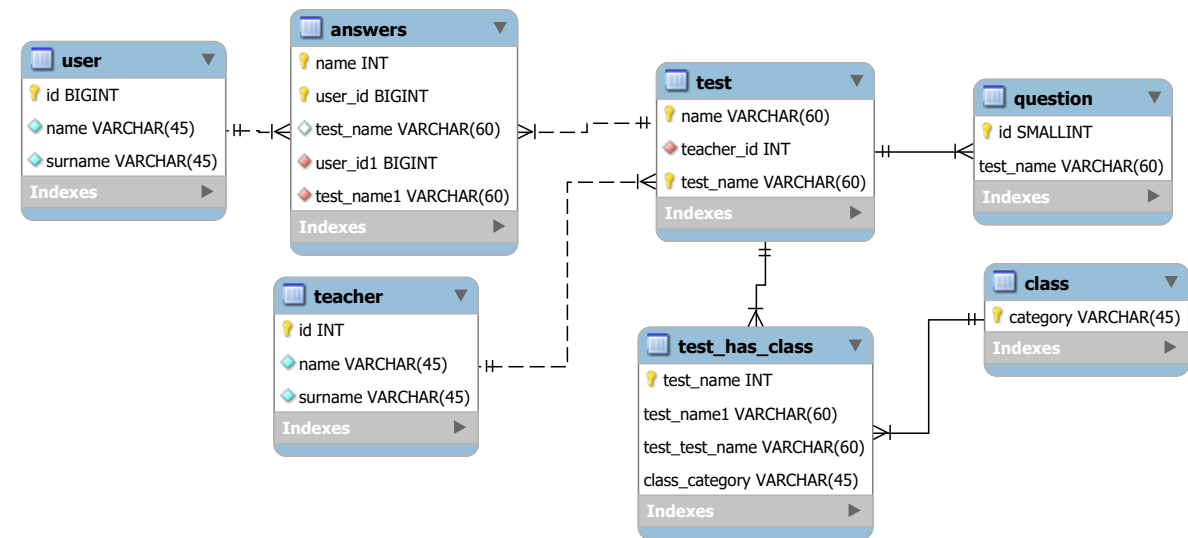 user
id BIGINT
name VARCHAR(45)
surname VARCHAR(45)
Indexes
answers
name INT
user_id BIGINT
test_name VARCHAR(60)
user_id1 BIGINT
test_name1 VARCHAR(60)
Indexes
teacher
id INT
name VARCHAR(45)
surname VARCHAR(45)
Indexes
test
name VARCHAR(60)
teacher_id INT
test_name VARCHAR(60)
Indexes
question
id SMALLINT
test_name VARCHAR(60)
Indexes
test_has_class
test_name INT
test_name1 VARCHAR(60)
test_test_name VARCHAR(60)
class_category VARCHAR(45)
Indexes
class
category VARCHAR(45)
Indexes